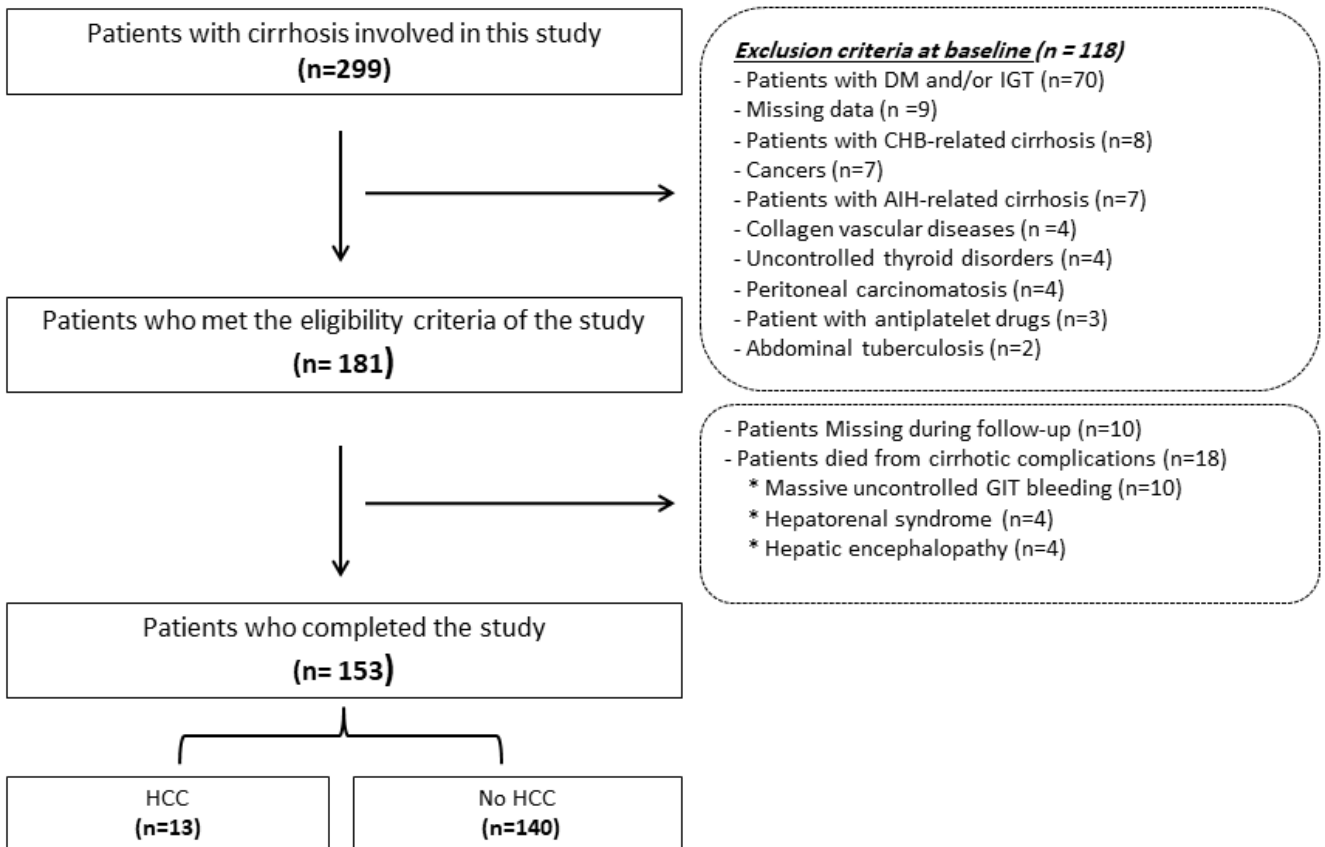 Patients with cirrhosis involved in this study
(n=299)
Exclusion criteria at baseline (n = 118)
- Patients with DM and/or IGT (n=70)
- Missing data (n =9)
- Patients with CHB-related cirrhosis (n=8)
- Cancers (n=7)
- Patients with AIH-related cirrhosis (n=7)
- Collagen vascular diseases (n =4)
- Uncontrolled thyroid disorders (n=4)
- Peritoneal carcinomatosis (n=4)
- Patient with antiplatelet drugs (n=3)
- Abdominal tuberculosis (n=2)
Patients who met the eligibility criteria of the study
(n= 181)
- Patients Missing during follow-up (n=10)
- Patients died from cirrhotic complications (n=18)
* Massive uncontrolled GIT bleeding (n=10)
* Hepatorenal syndrome (n=4)
* Hepatic encephalopathy (n=4)
Patients who completed the study
(n= 153)
HCC
(n=13)
No HCC
(n=140)